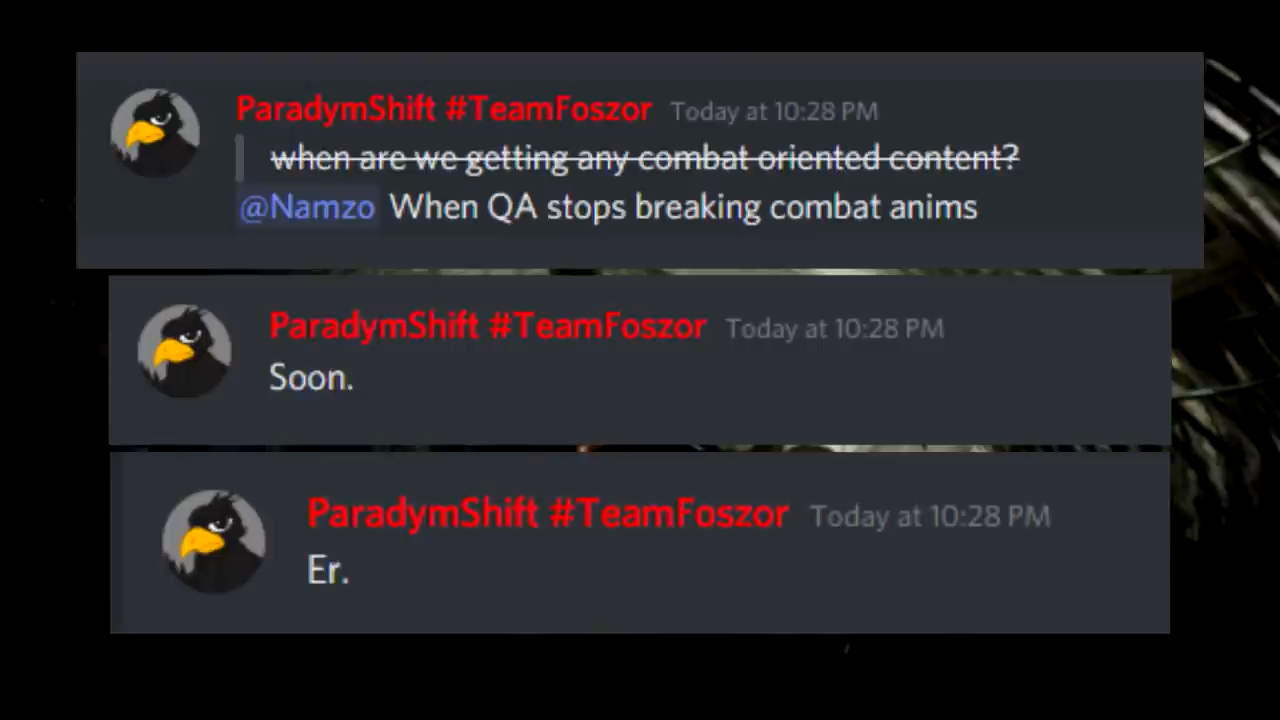 ParadymShift #TeamFoszor Today at 10:28 PM
when are we getting any combat oriented content?
@Namzo When QA stops breaking combat anims
ParadymShift #TeamFoszor Today at 10:28 PM
Soon.
ParadymShift #TeamFoszor Today at 10:28 PM
Er.